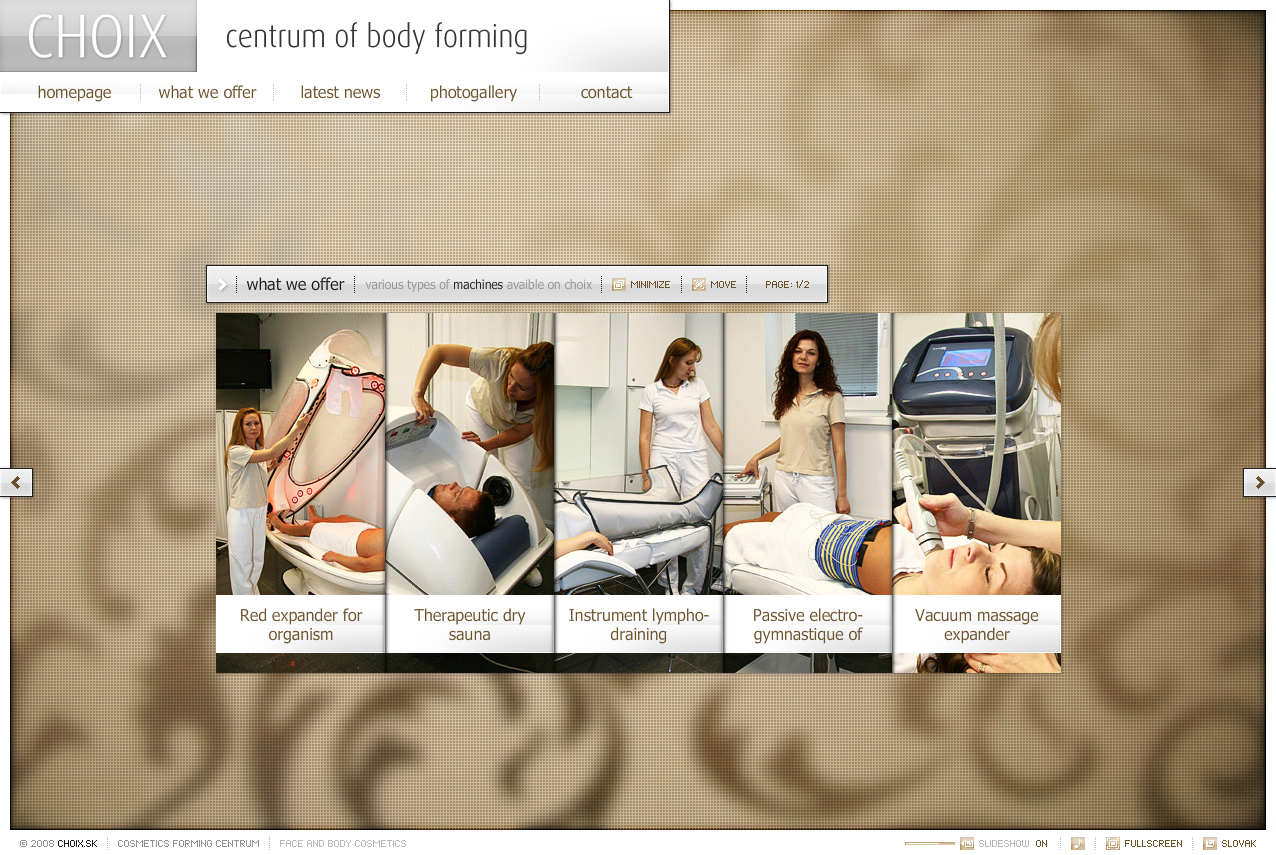 CHOIX
centrum of body forming
homepage
what we offer
latest news
photogallery
contact
what we offer
various types of machines avaible on choix
MINIMIZE
MOVE
PAGE: 1/2
Red expander for
organism
Therapeutic dry
sauna
Instrument lympho-
draining
Passive electro-
gymnastique of
Vacuum massage
expander
© 2008 CHOIX.SK
COSMETICS FORMING CENTRUM
FACE AND BODY COSMETICS
SLIDESHOW: ON
FULLSCREEN
SLOVAK